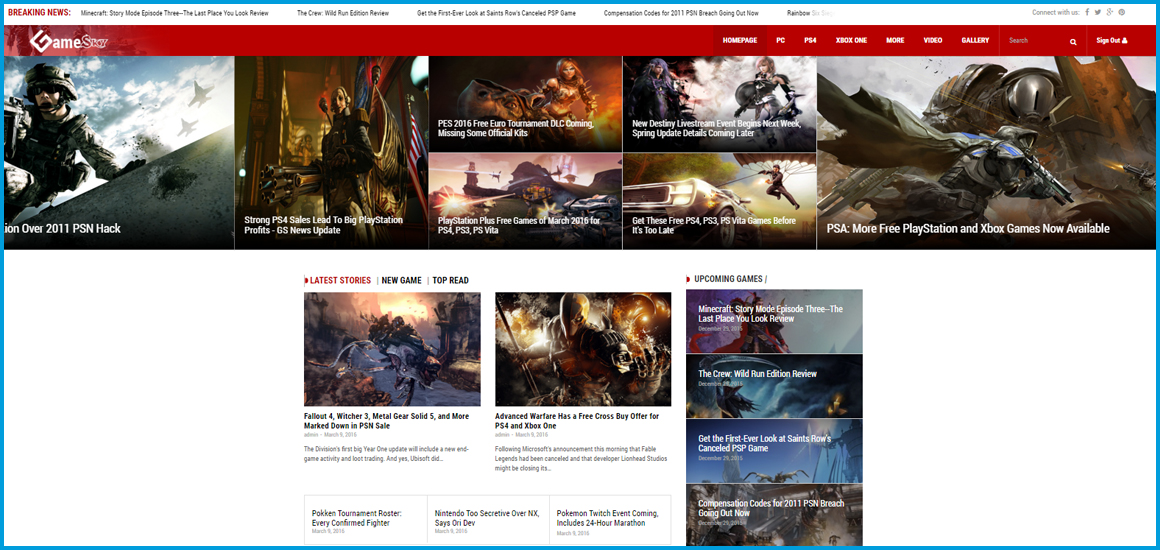 BREAKING NEWS: Minecraft: Story Mode Episode Three—The Last Place You Look Review The Crew: Wild Run Edition Review Get the First-Ever Look at Saints Ro's Canceled PSP Game Compensation Codes for 2011 PSN Breach Going Out Now Rainbow Six
Connect with us:
GameSky
HOMEPAGE PC PS4 XBOX ONE MORE VIDEO GALLERY Search Sign Out
ion Over 2011 PSN Hack
Strong PS4 Sales Lead To Big PlayStation
Profits - GS News Update
PES 2016 Free Euro Tournament DLC Coming,
Missing Some Official Kits
PlayStation Plus Free Games of March 2016 for
PS4, PS3, PS Vita
New Destiny Livestream Event Begins Next Week,
Spring Update Details Coming Later
Get These Free PS4, PS3, PS Vita Games Before
It's Too Late
PSA: More Free PlayStation and Xbox Games Now Available
LATEST STORIES | NEW GAME | TOP READ
Fallout 4, Witcher 3, Metal Gear Solid 5, and More
Marked Down in PSN Sale
admin - March 9, 2016
The Division's first big Year One update will include a new end-
game activity and loot trading. And yes, Ubisoft did...
Advanced Warfare Has a Free Cross Buy Offer for
PS4 and Xbox One
admin - March 9, 2016
Following Microsoft's announcement this morning that Fable
Legends had been canceled and that developer Lionhead Studios
might be closing its...
Pokken Tournament Roster:
Every Confirmed Fighter
March 9, 2016
Nintendo Too Secretive Over NX,
Says Ori Dev
March 9, 2016
Pokemon Twitch Event Coming,
Includes 24-Hour Marathon
March 9, 2016
UPCOMING GAMES /
Minecraft: Story Mode Episode Three—The
Last Place You Look Review
December 29, 2015
The Crew: Wild Run Edition Review
December 29, 2015
Get the First-Ever Look at Saints Row's
Canceled PSP Game
December 29, 2015
Compensation Codes for 2011 PSN Breach
Going Out Now
December 29, 2015